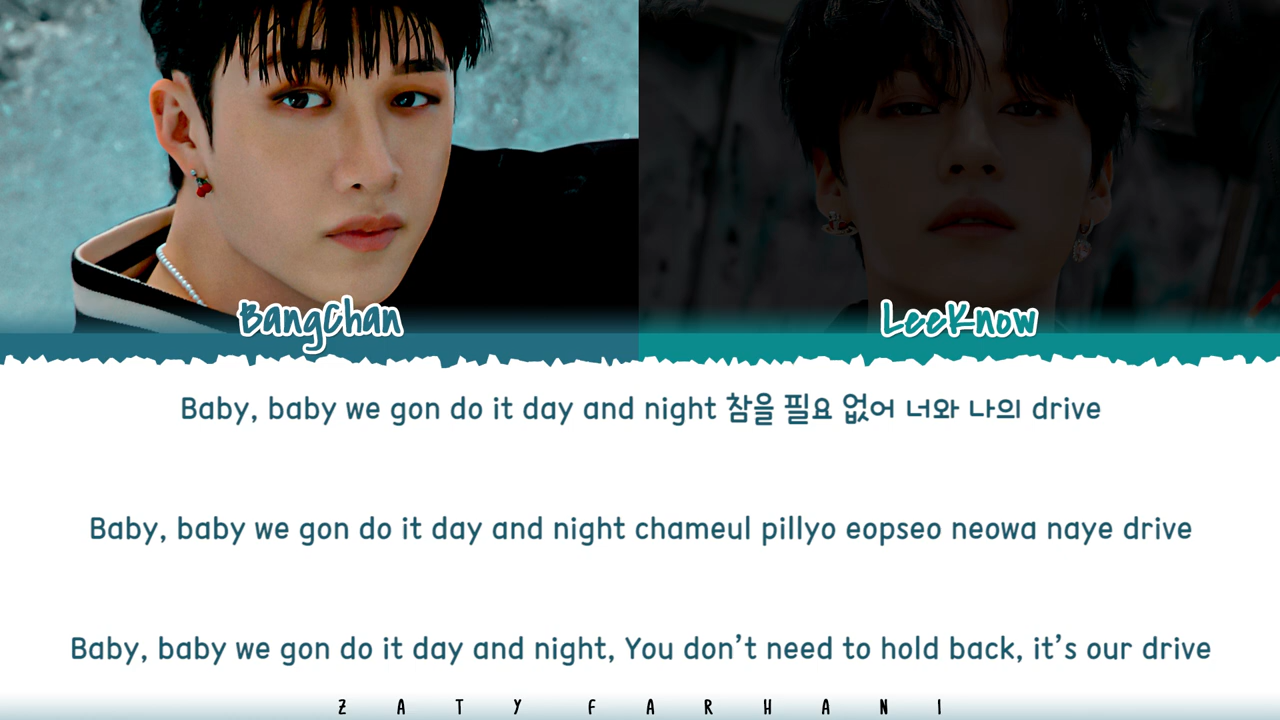 BangChan
LeeKnow
Baby, baby we gon do it day and night 참을 필요 없어 너와 나의 drive
Baby, baby we gon do it day and night chameul pillyo eopseo neowa naye drive
Baby, baby we gon do it day and night, You don’t need to hold back, it’s our drive
ZATY FARHANI